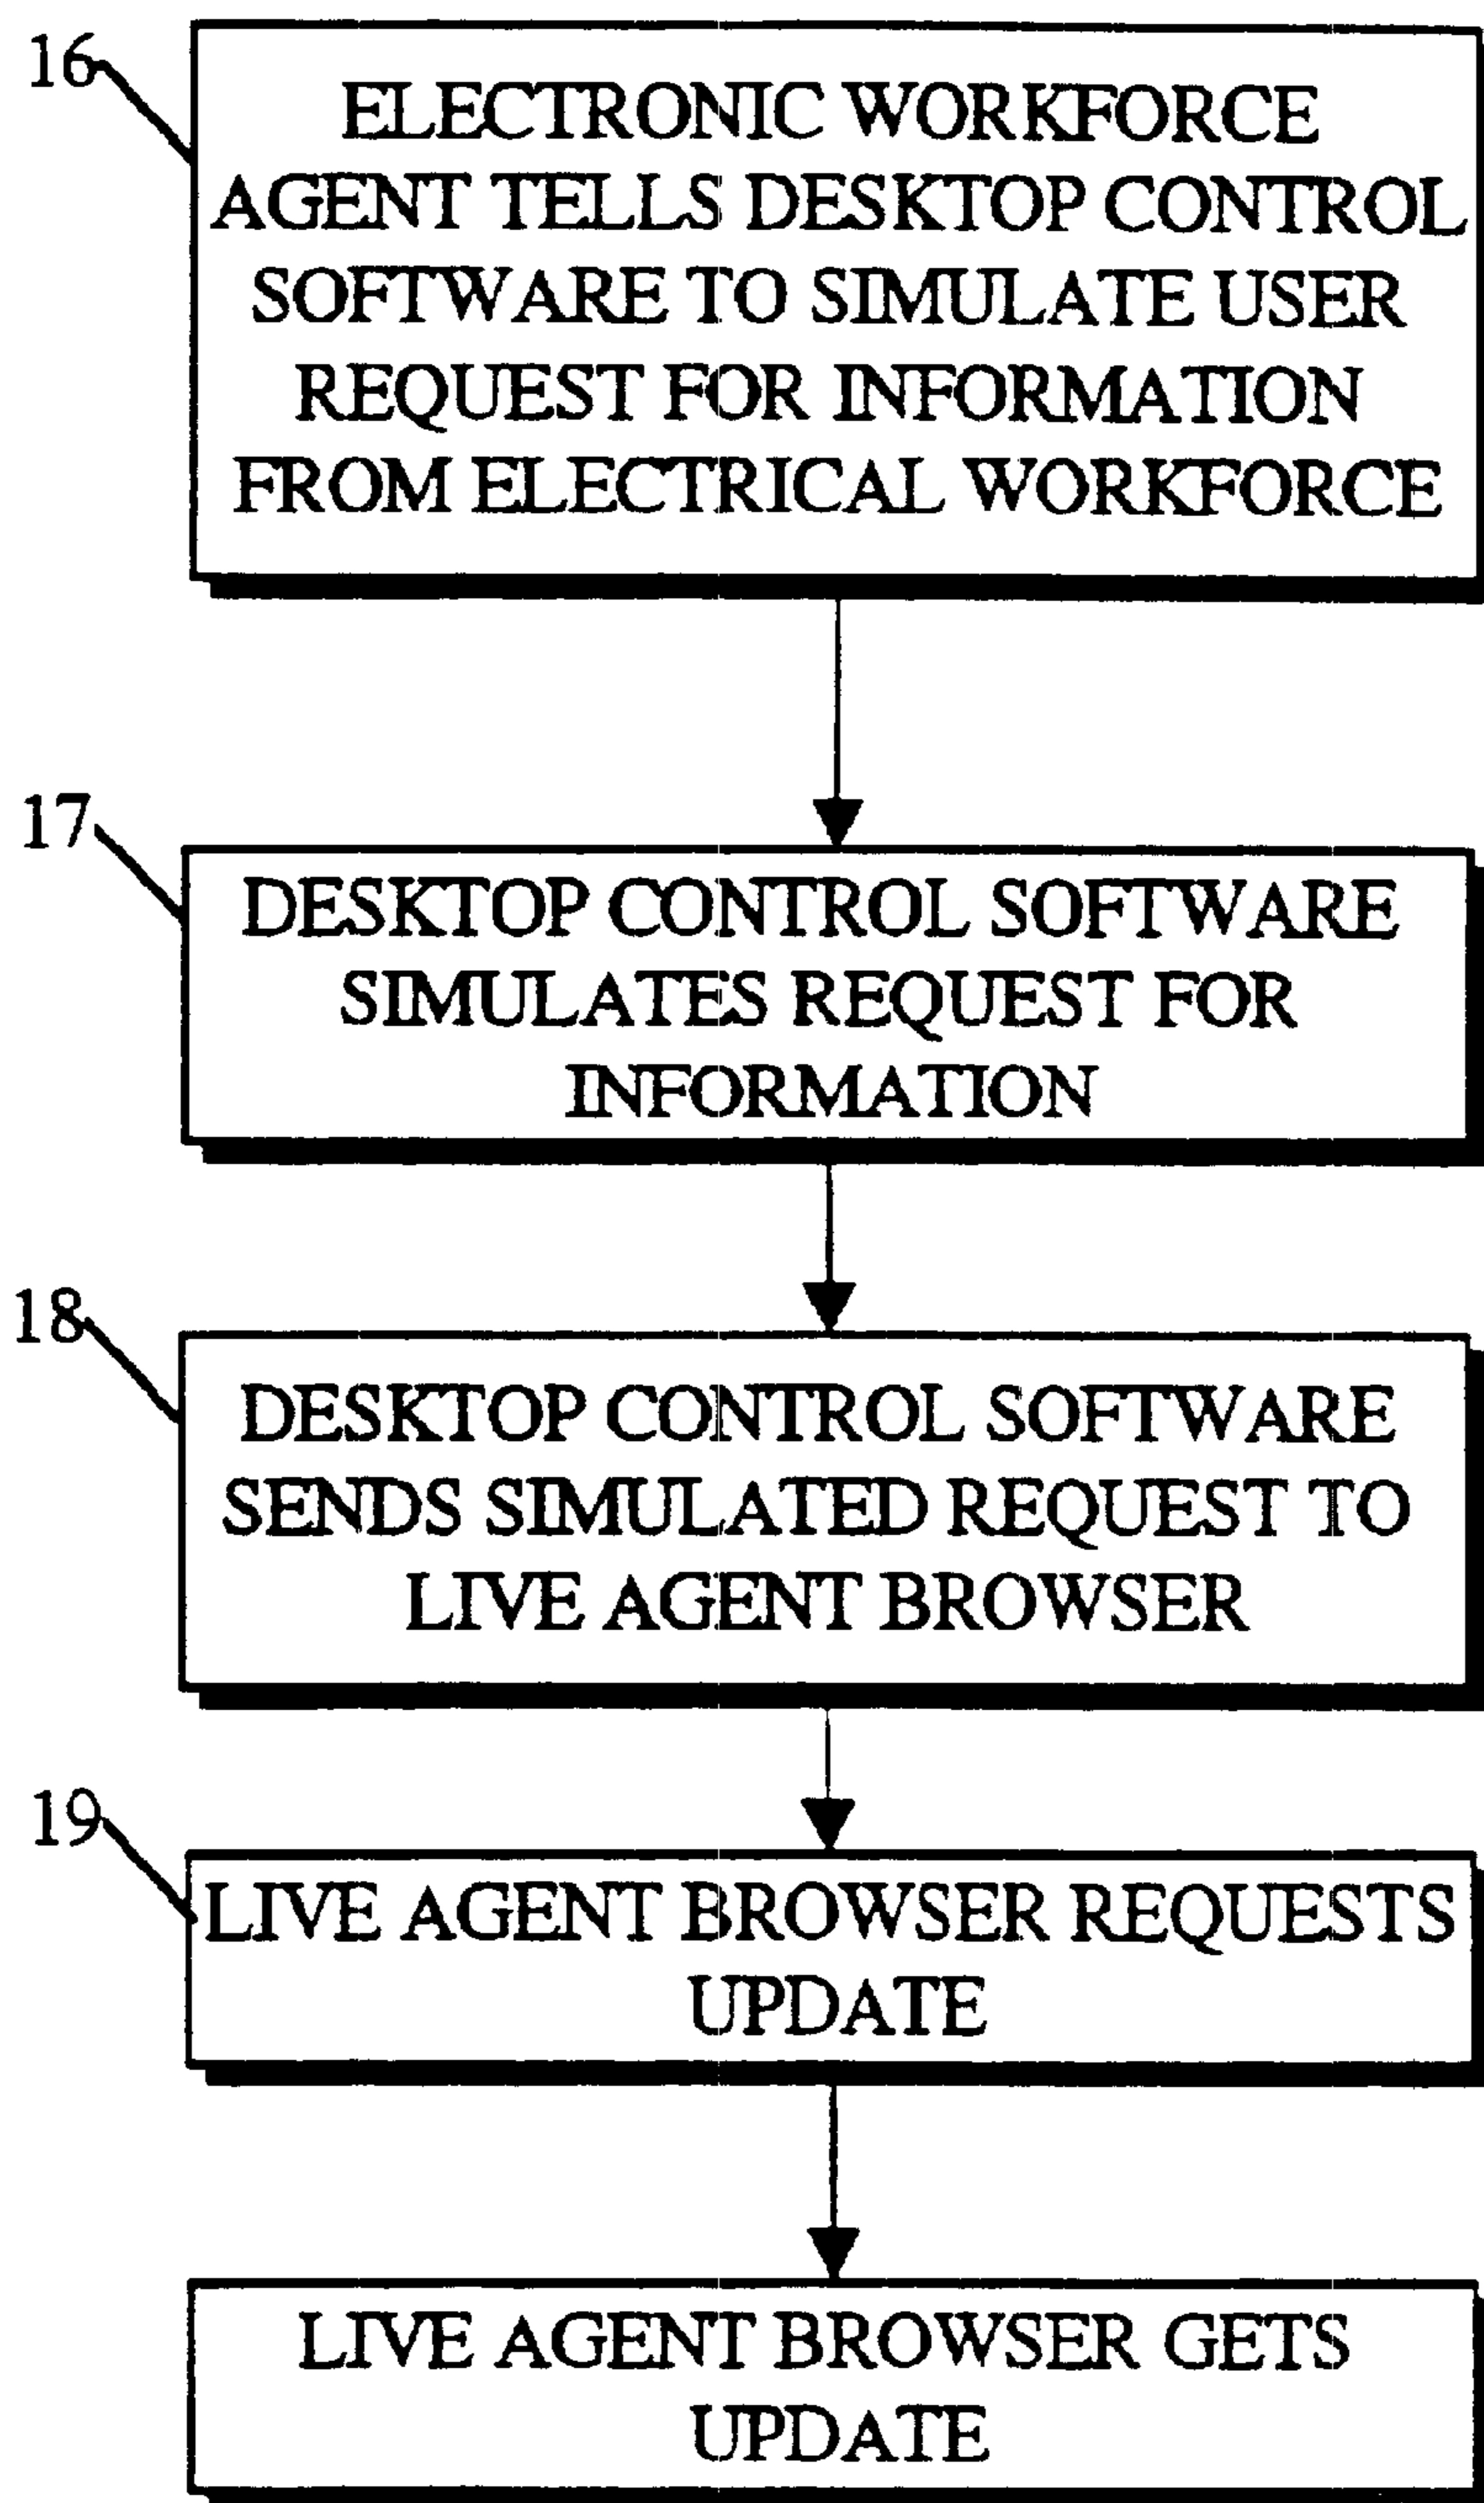 16
ELECTRONIC WORKFORCE
AGENT TELLS DESKTOP CONTROL
SOFTWARE TO SIMULATE USER
REQUEST FOR INFORMATION
FROM ELECTRICAL WORKFORCE
17
DESKTOP CONTROL SOFTWARE
SIMULATES REQUEST FOR
INFORMATION
18
DESKTOP CONTROL SOFTWARE
SENDS SIMULATED REQUEST TO
LIVE AGENT BROWSER
19
LIVE AGENT BROWSER REQUESTS
UPDATE
LIVE AGENT BROWSER GETS
UPDATE